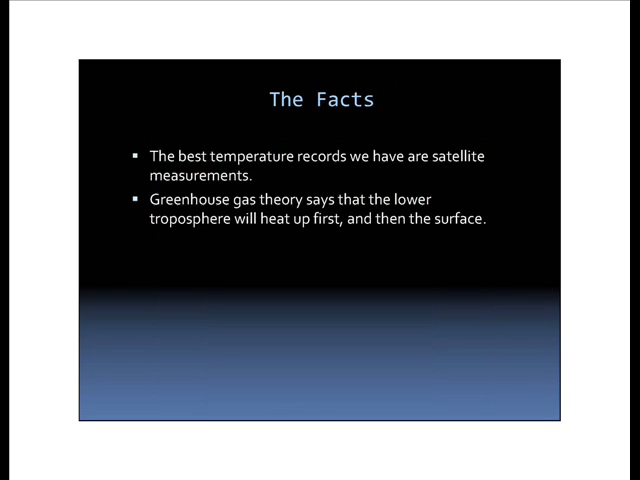 The Facts
▪ The best temperature records we have are satellite
measurements.
▪ Greenhouse gas theory says that the lower
troposphere will heat up first, and then the surface.